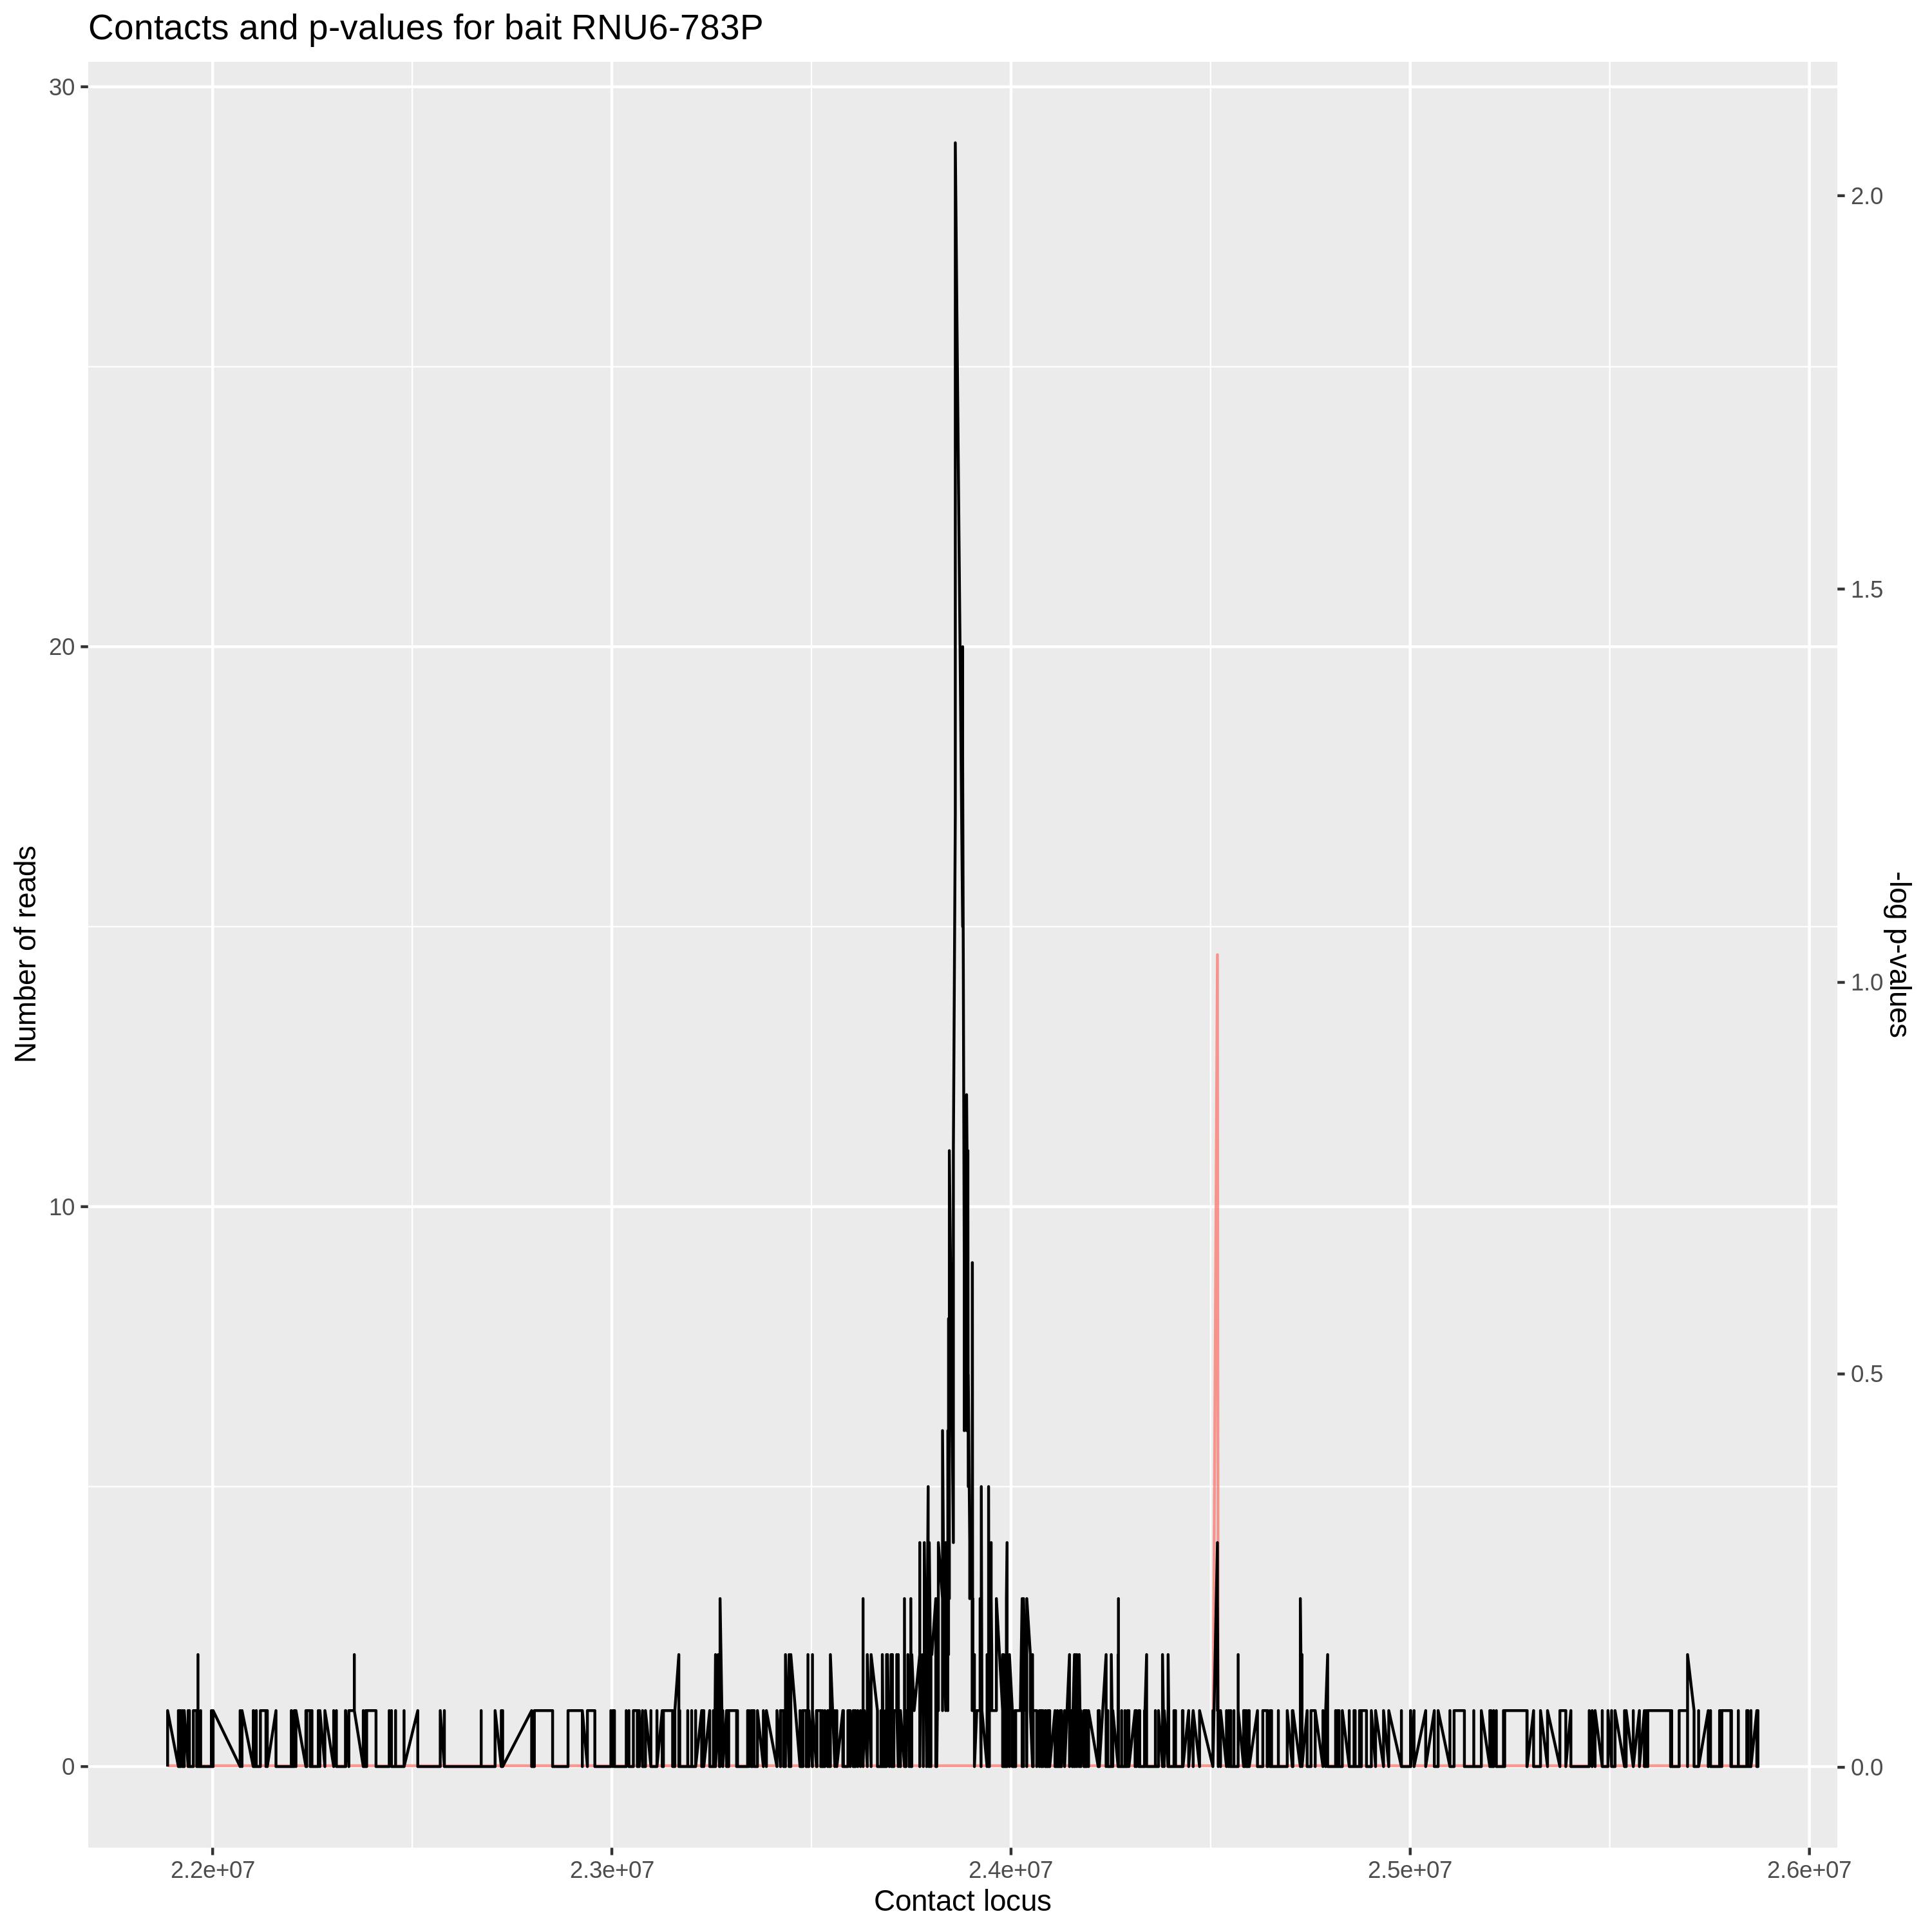 Contacts and p-values for bait RNU6-783P
30
20
10
0
Number of reads
2.0
1.5
1.0
0.5
0.0
-log p-values
2.2e+07
2.3e+07
2.4e+07
2.5e+07
2.6e+07
Contact locus